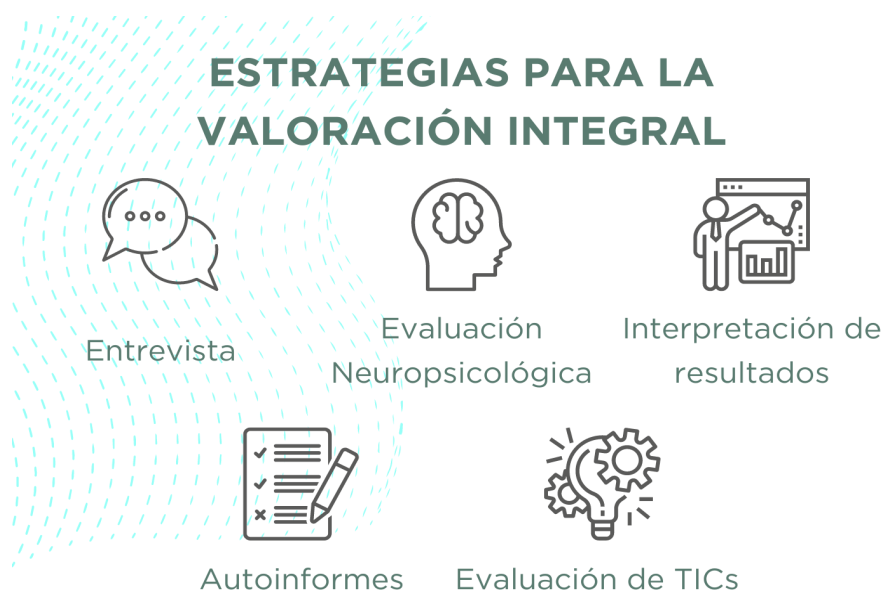 ESTRATEGIAS PARA LA
VALORACIÓN INTEGRAL
Entrevista
Evaluación
Neuropsicológica
Interpretación de
resultados
Autoinformes
Evaluación de TICs